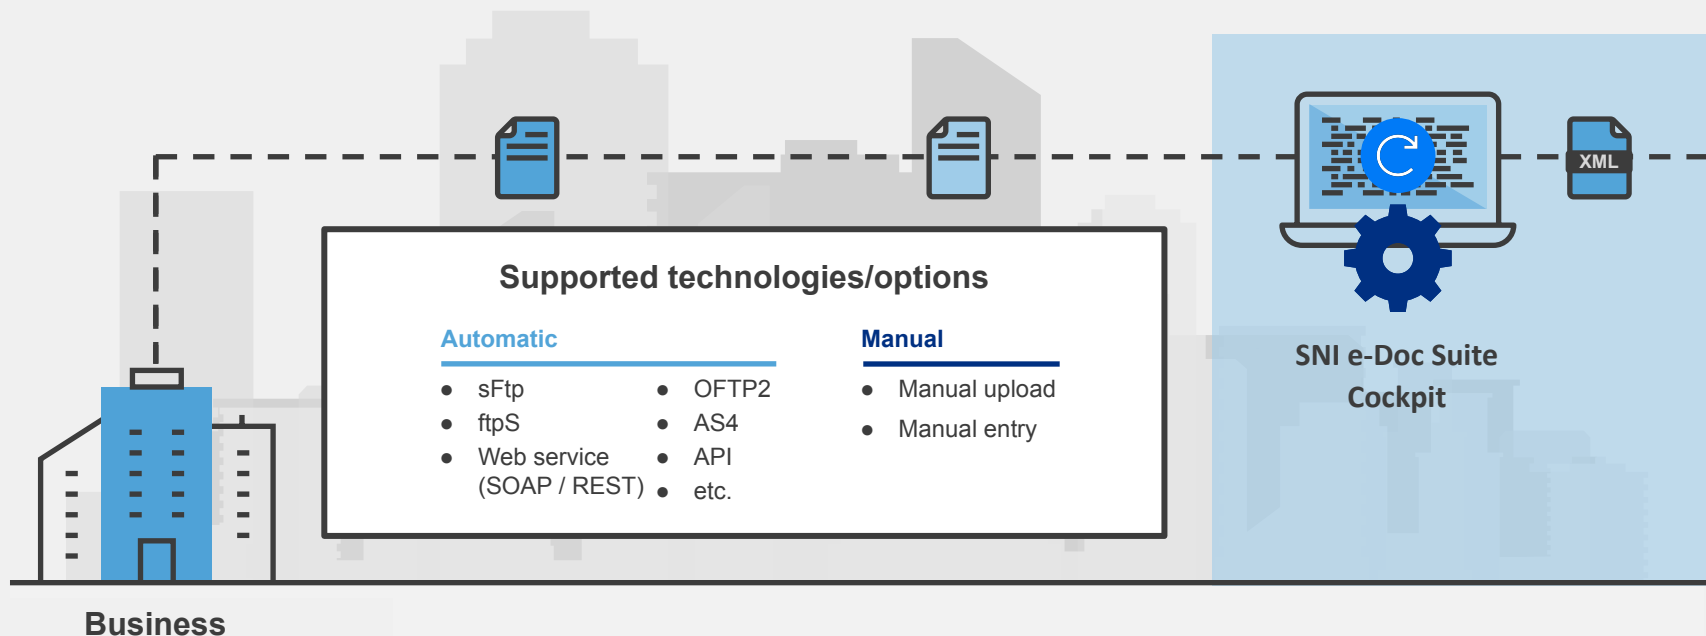 XML
Supported technologies/options
Automatic
sFtp
ftpS
Web service
(SOAP / REST)
OFTP2
AS4
API
etc.
Manual
Manual upload
Manual entry
SNI e-Doc Suite
Cockpit
Business